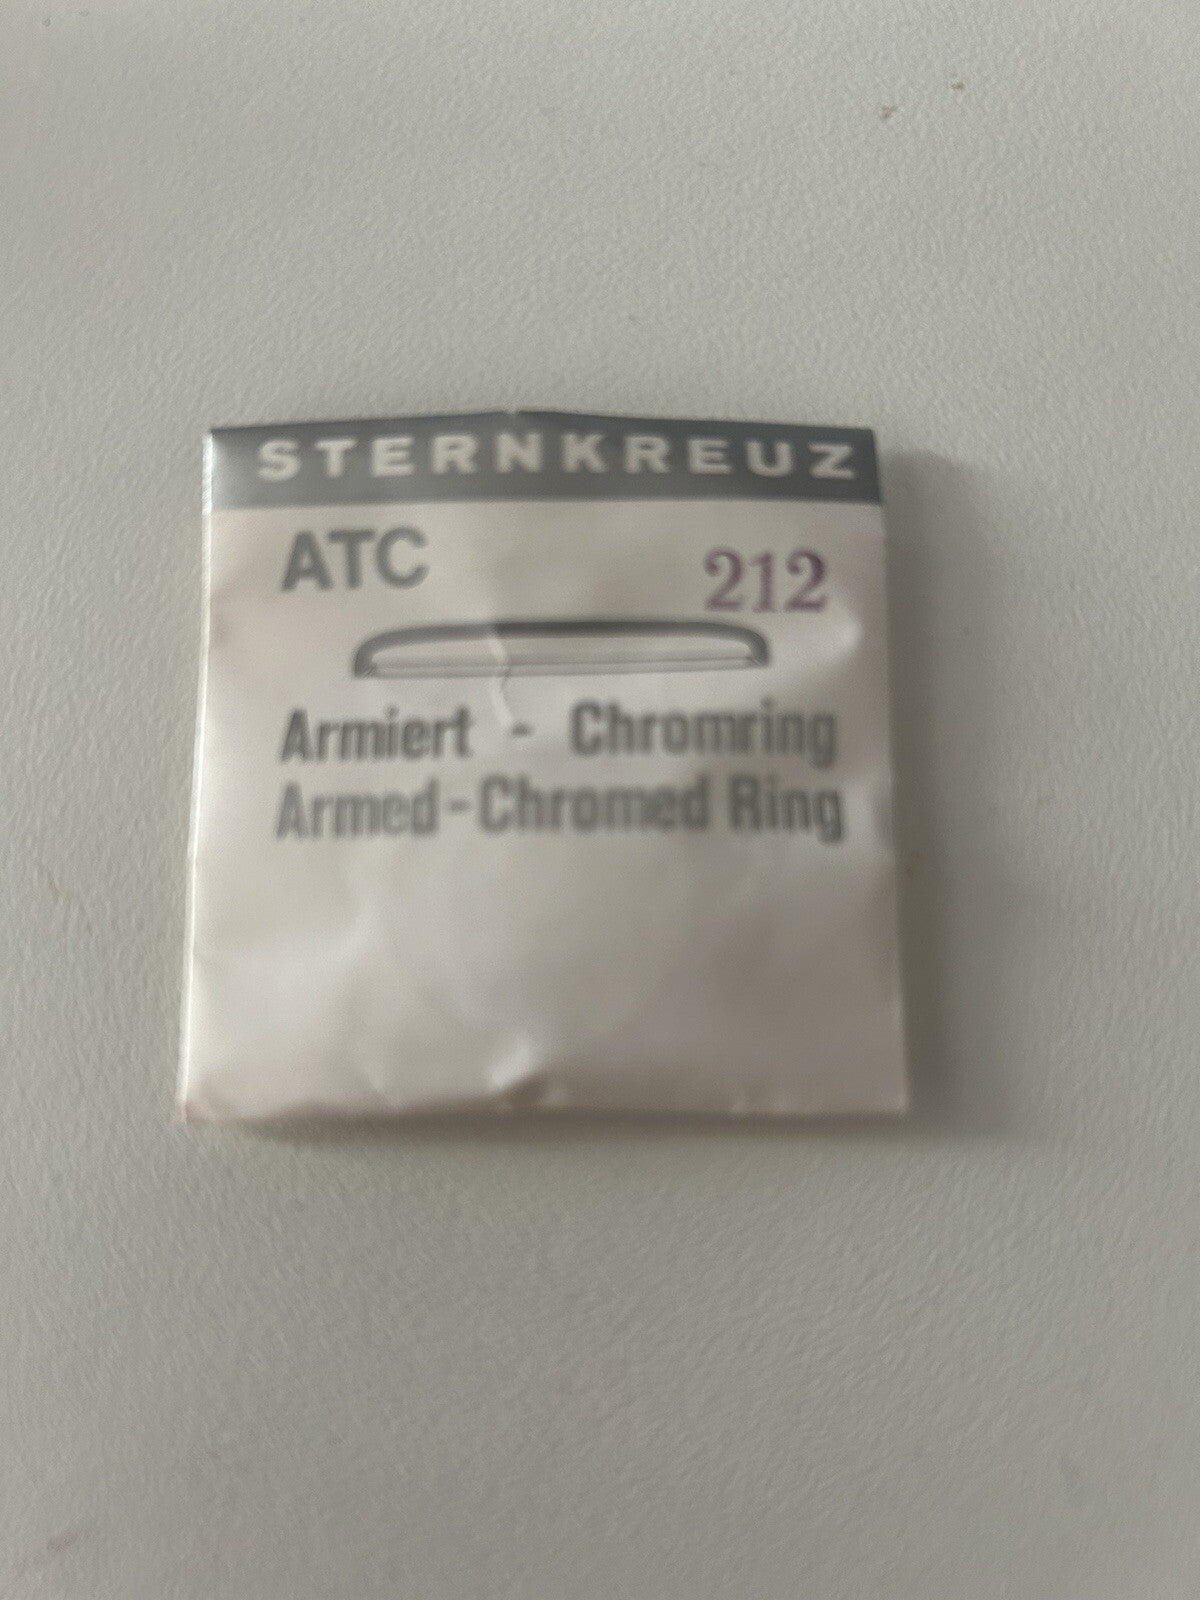 STERNKREUZ
ATC 212
Armiert - Chromring
Armed-Chromed Ring